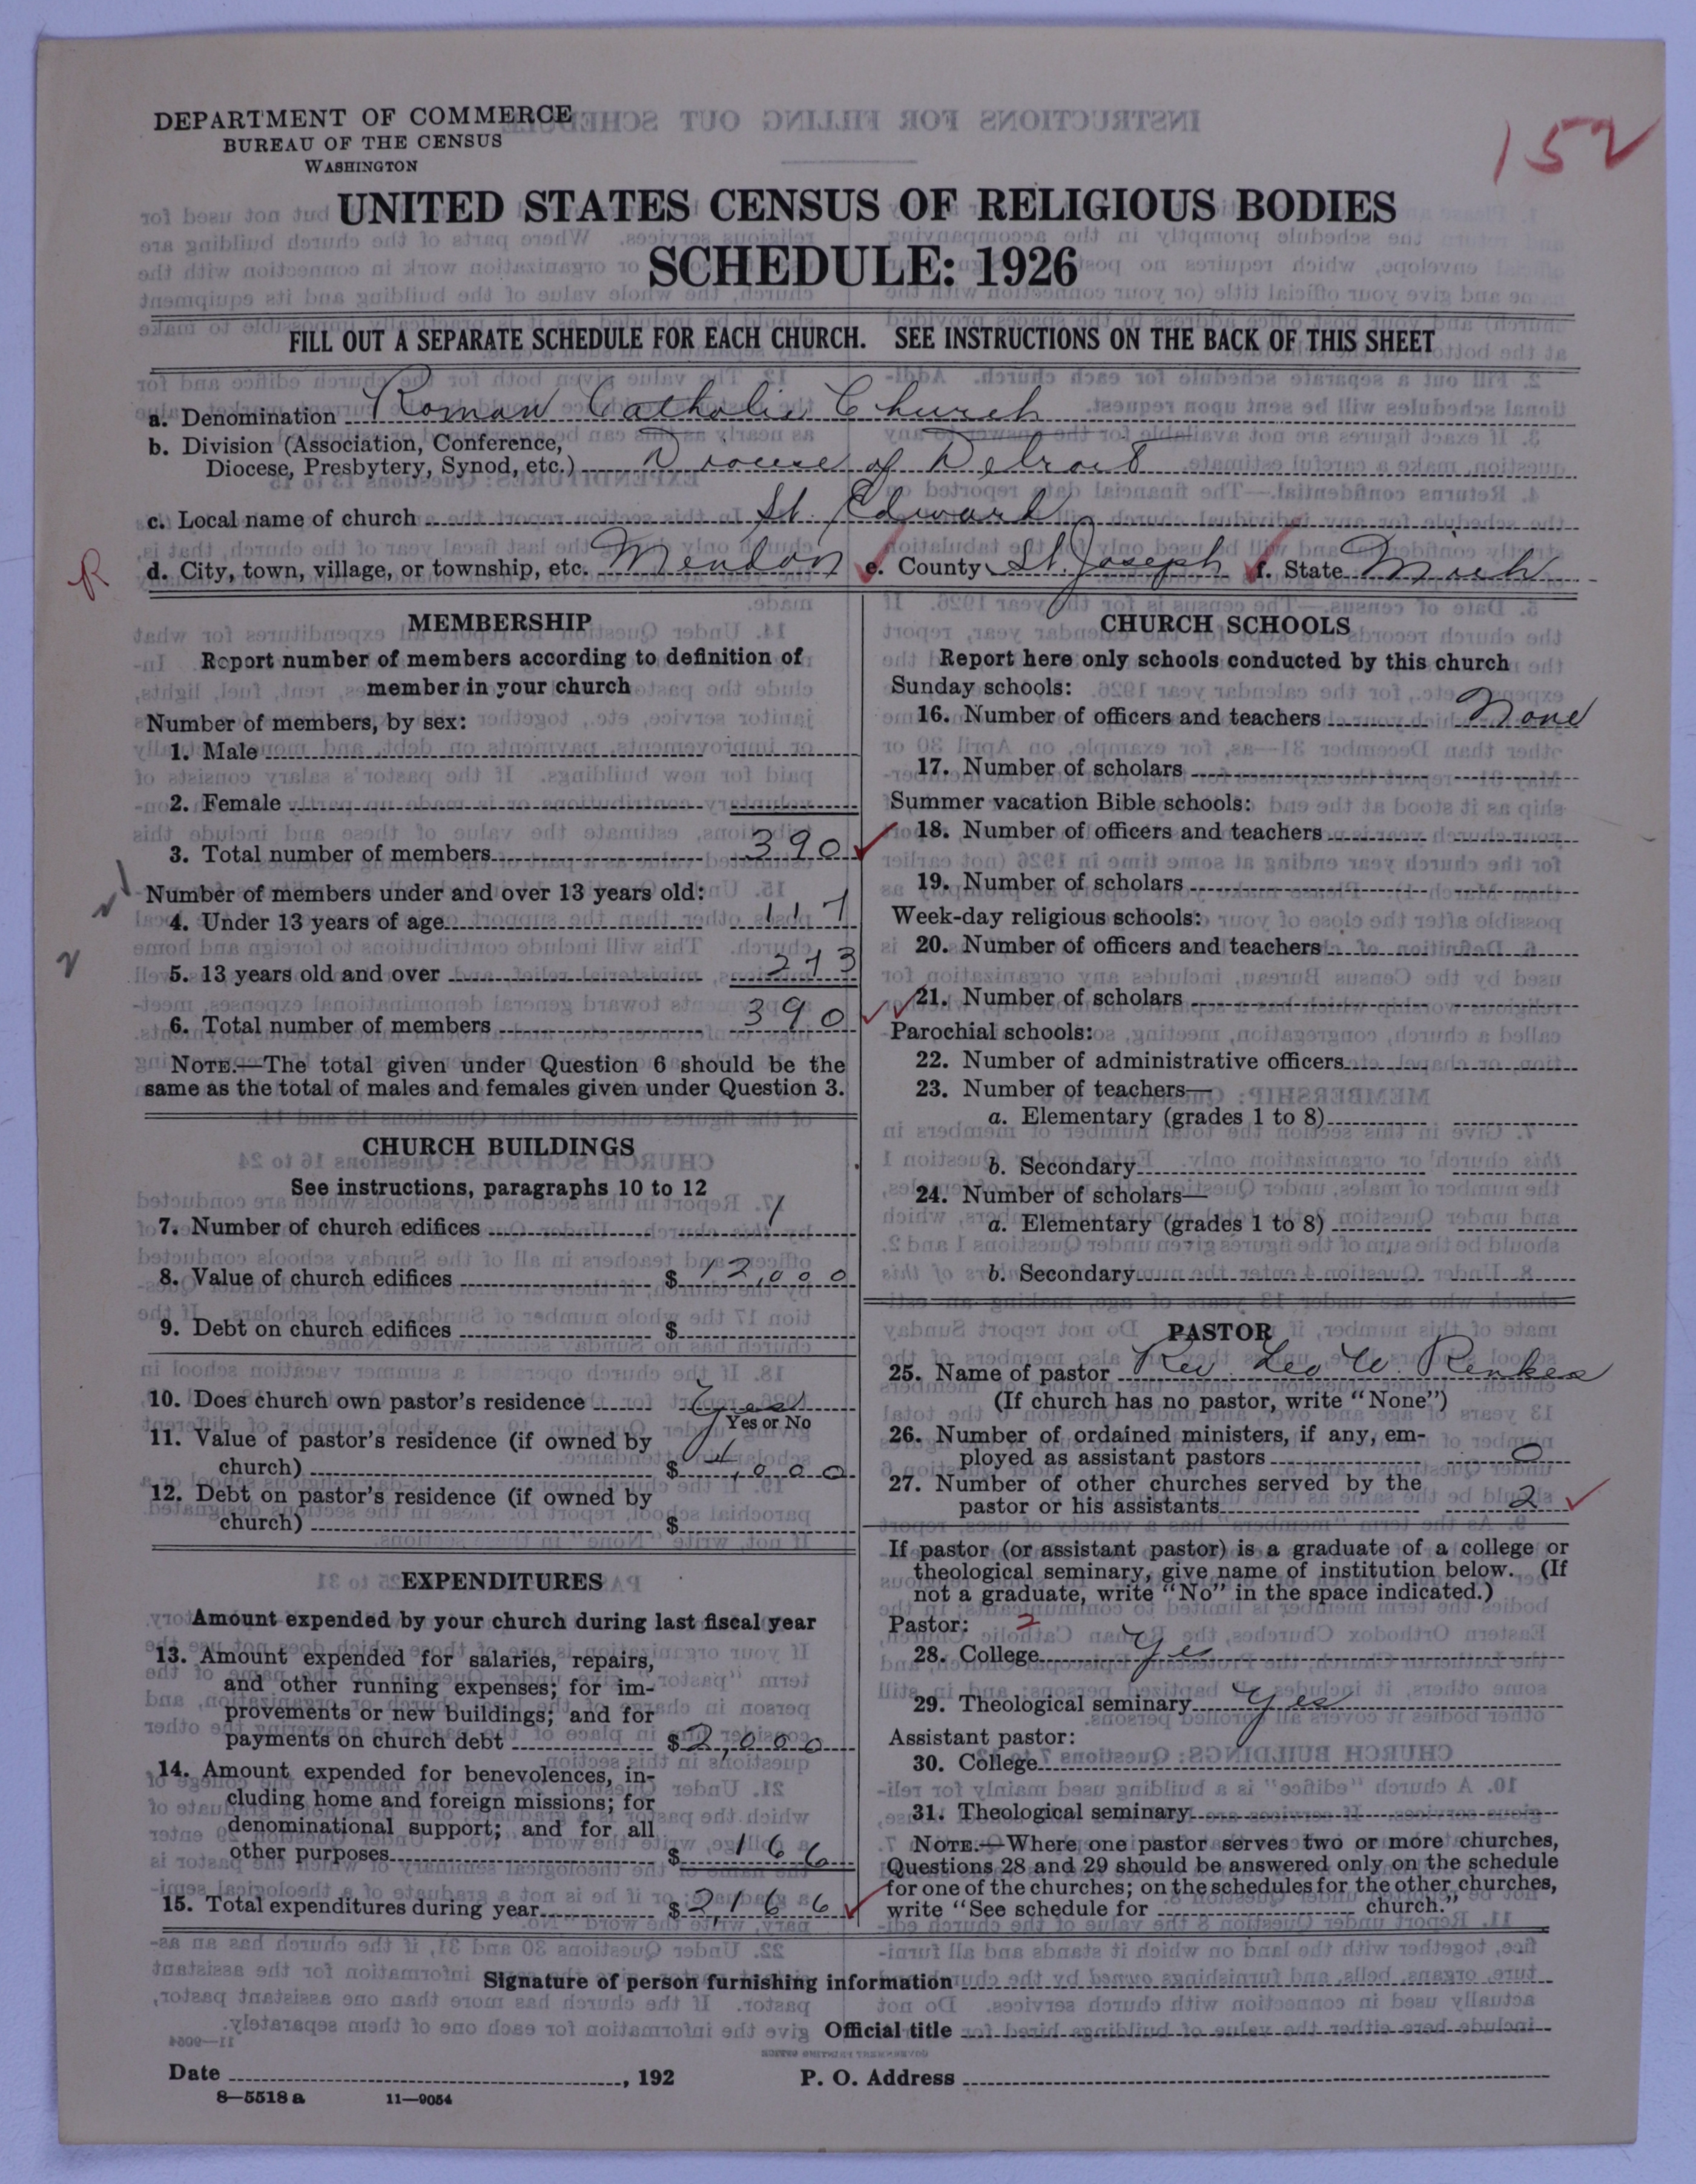 DEPARTMENT OF COMMERCE
BUREAU OF THE CENSUS
WASHINGTON
152
UNITED STATES CENSUS OF RELIGIOUS BODIES
SCHEDULE: 1926
FILL OUT A SEPARATE SCHEDULE FOR EACH CHURCH. SEE INSTRUCTIONS ON THE BACK OF THIS SHEET
a. Denomination Roman Catholic Church
b. Division (Association, Conference,
Diocese, Presbytery, Synod, etc.) Diocese of Detroit
c. Local name of church St. Edward
R d. City, town, village, or township, etc. Mendon e. County St. Joseph f. State Mich
MEMBERSHIP
Report number of members according to definition of
member in your church
Number of members, by sex:
1. Male
2. Female
3. Total number of members 390
Number of members under and over 13 years old:
4. Under 13 years of age 117
5. 13 years old and over 273
6. Total number of members 390
NOTE.—The total given under Question 6 should be the
same as the total of males and females given under Question 3.
CHURCH BUILDINGS
See instructions, paragraphs 10 to 12
7. Number of church edifices 1
8. Value of church edifices $ 12,000
9. Debt on church edifices $
10. Does church own pastor's residence Yes
Yes or No
11. Value of pastor's residence (if owned by
church) $ ,000
12. Debt on pastor's residence (if owned by
church) $
EXPENDITURES
Amount expended by your church during last fiscal year
13. Amount expended for salaries, repairs,
and other running expenses; for im-
provements or new buildings; and for
payments on church debt $ 2,000
14. Amount expended for benevolences, in-
cluding home and foreign missions; for
denominational support; and for all
other purposes $ 166
15. Total expenditures during year $ 2,166
CHURCH SCHOOLS
Report here only schools conducted by this church
Sunday schools:
16. Number of officers and teachers None
17. Number of scholars
Summer vacation Bible schools:
18. Number of officers and teachers
19. Number of scholars
Week-day religious schools:
20. Number of officers and teachers
21. Number of scholars
Parochial schools:
22. Number of administrative officers
23. Number of teachers—
a. Elementary (grades 1 to 8)
b. Secondary
24. Number of scholars—
a. Elementary (grades 1 to 8)
b. Secondary
PASTOR
25. Name of pastor Rev Leo W
(If church has no pastor, write "None")
26. Number of ordained ministers, if any, em-
ployed as assistant pastors 0
27. Number of other churches served by the
pastor or his assistants 2
If pastor (or assistant pastor) is a graduate of a college or
theological seminary, give name of institution below. (If
not a graduate, write "No" in the space indicated.)
Pastor: 2
28. College Yes
29. Theological seminary Yes
Assistant pastor:
30. College
31. Theological seminary
NOTE.—Where one pastor serves two or more churches,
Questions 28 and 29 should be answered only on the schedule
for one of the churches; on the schedules for the other churches,
write "See schedule for church."
Signature of person furnishing information
Official title
Date , 192 P. O. Address
8—5518 a 11—9054